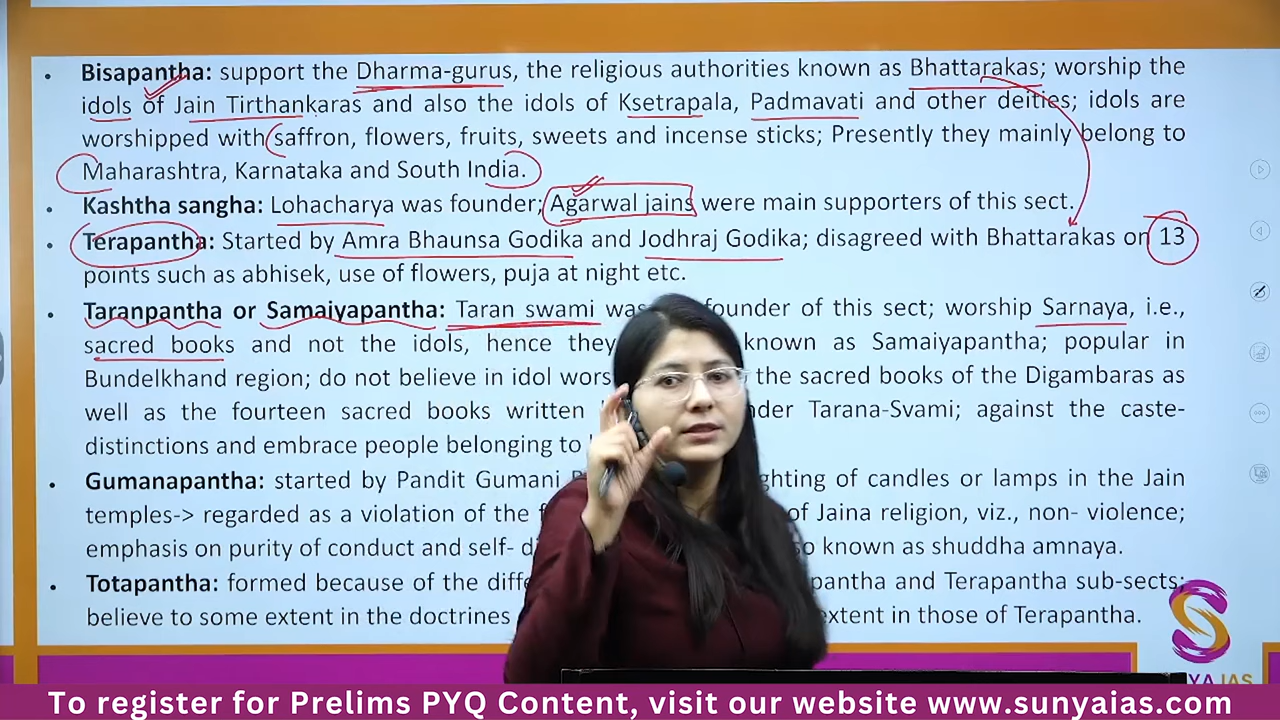 • Bisapantha: support the Dharma-gurus, the religious authorities known as Bhattarakas; worship the
idols of Jain Tirthankaras and also the idols of Ksetrapala, Padmavati and other deities; idols are
worshipped with saffron, flowers, fruits, sweets and incense sticks; Presently they mainly belong to
Maharashtra, Karnataka and South India.
• Kashtha sangha: Lohacharya was founder; Agarwal jains were main supporters of this sect.
• Terapantha: Started by Amra Bhaunsa Godika and Jodhraj Godika; disagreed with Bhattarakas on 13
points such as abhisek, use of flowers, puja at night etc.
• Taranpantha or Samaiyapantha: Taran swami was founder of this sect; worship Sarnaya, i.e.,
sacred books and not the idols, hence they known as Samaiyapantha; popular in
Bundelkhand region; do not believe in idol the sacred books of the Digambaras as
well as the fourteen sacred books written Tarana-Svami; against the caste-
distinctions and embrace people belonging to
• Gumanapantha: started by Pandit Gumani of candles or lamps in the Jain
temples-> regarded as a violation of the of Jaina religion, viz., non- violence;
emphasis on purity of conduct and self- known as shuddha amnaya.
• Totapantha: formed because of the and Terapantha sub-sects;
believe to some extent in the doctrines extent in those of Terapantha.
To register for Prelims PYQ Content, visit our website www.sunyaias.com